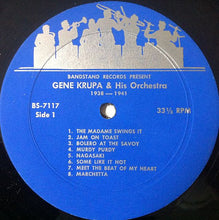 BANDSTAND RECORDS PRESENT
GENE KRUPA & His Orchestra
1938 — 1941
BS-7117
Side 1
33⅓ RPM
1. THE MADAME SWINGS IT
2. JAM ON TOAST
3. BOLERO AT THE SAVOY
4. MURDY PURDY
5. NAGASAKI
6. SOME LIKE IT HOT
7. MEET THE BEAT OF MY HEART
8. MARCHETTA